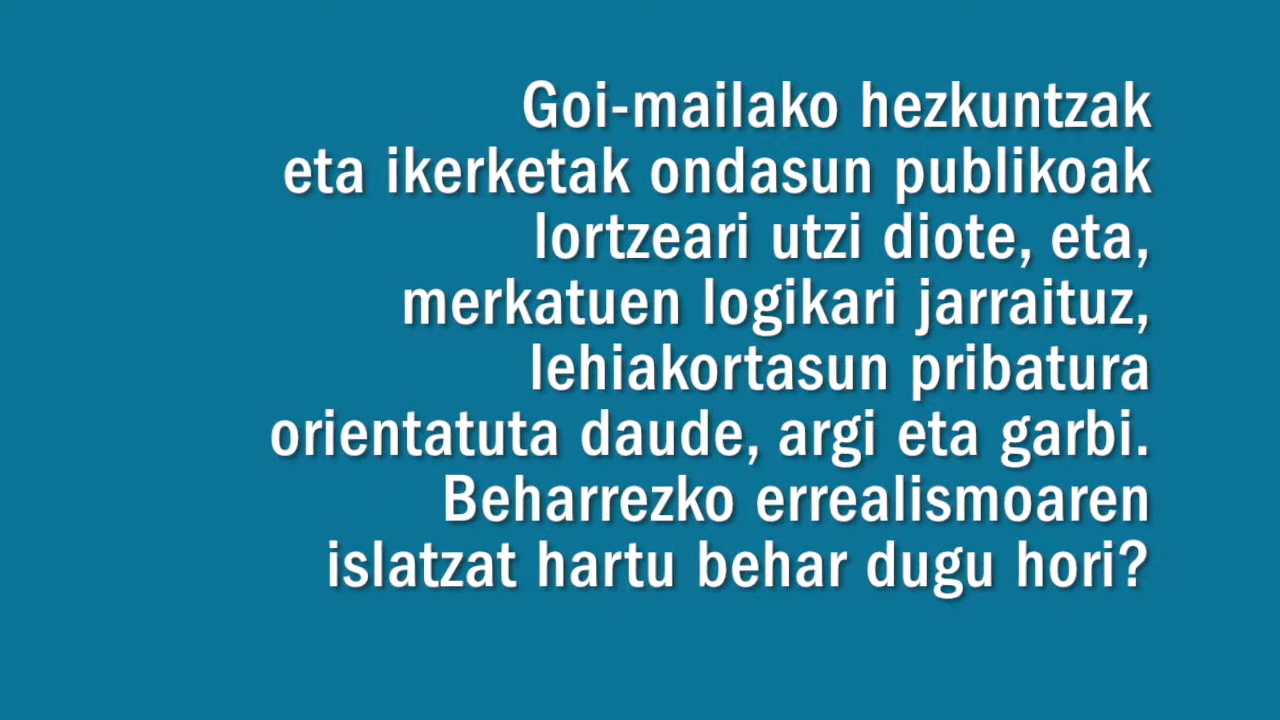 Goi-mailako hezkuntzak
eta ikerketak ondasun publikoak
lortzeari utzi diote, eta,
merkatuen logikari jarraituz,
lehiakortasun pribatura
orientatuta daude, argi eta garbi.
Beharrezko errealismoaren
islatzat hartu behar dugu hori?